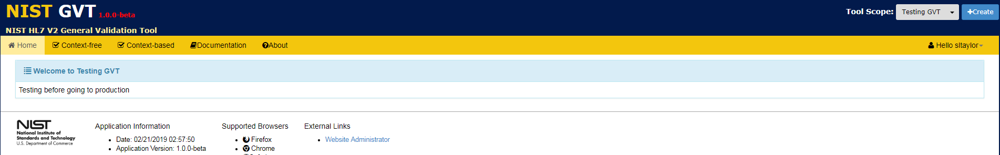 NIST GVT 1.0.0-beta
Tool Scope: Testing GVT Create
NIST HL7 V2 General Validation Tool
Home Context-free Context-based Documentation About Hello sltaylor
Welcome to Testing GVT
Testing before going to production
NIST
National Institute of
Standards and Technology
U.S. Department of Commerce
Application Information
Date: 02/21/2019 02:57:50
Application Version: 1.0.0-beta
Supported Browsers
Firefox
Chrome
External Links
Website Administrator